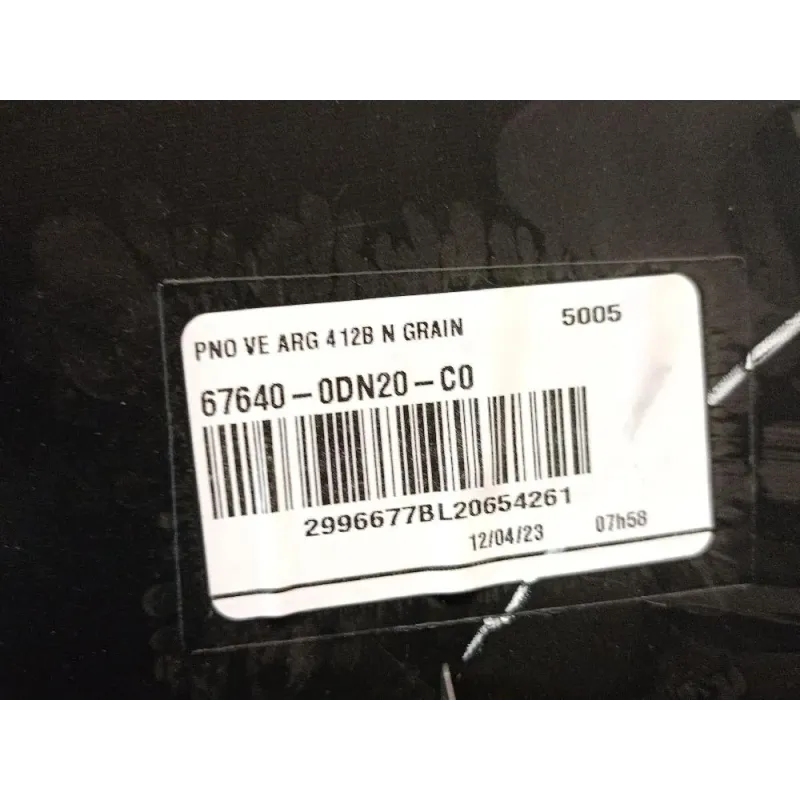 PNO VE ARG 412B N GRAIN 5005
67640-0DN20-C0
2996677BL20654261
12/04/23 07h58